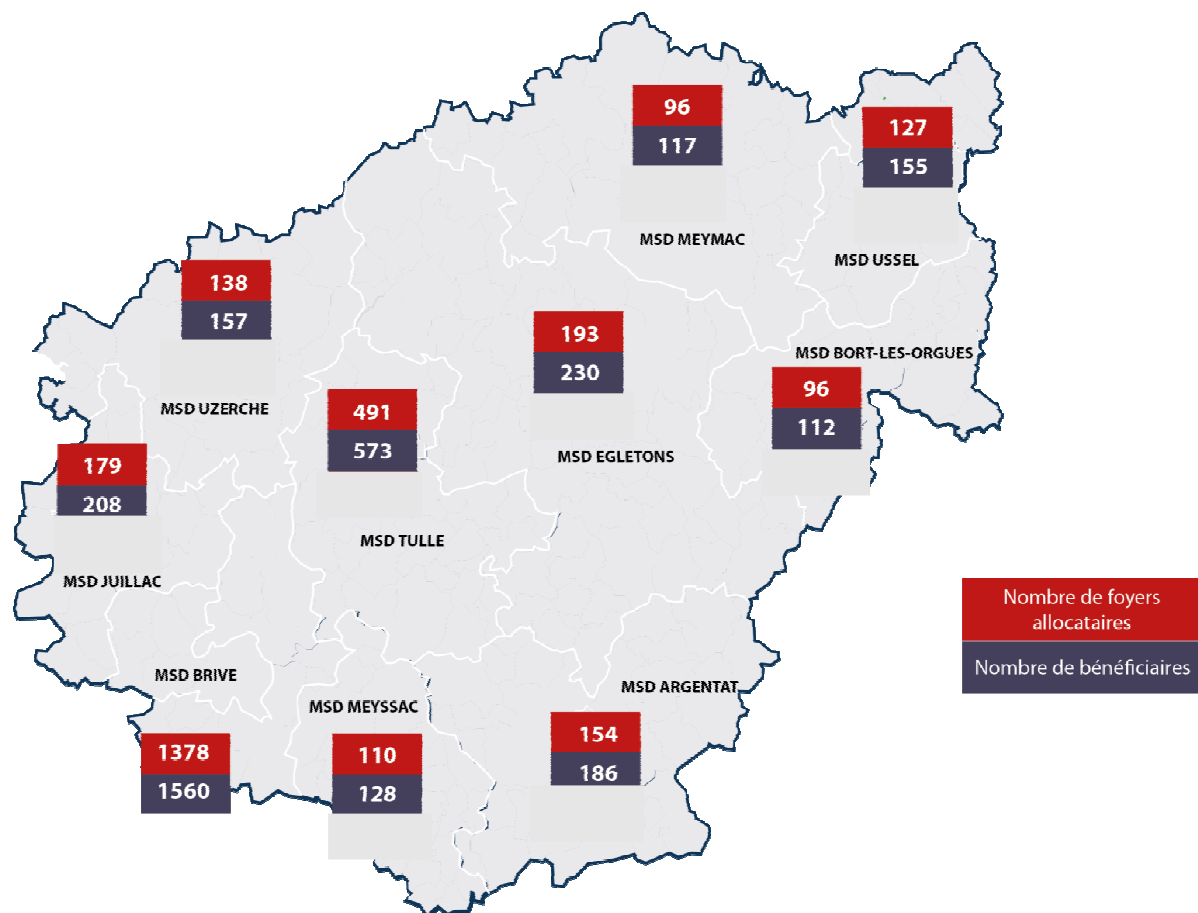 96
117
MSD MEYMAC
127
155
MSD USSEL
138
157
MSD UZERCHE
193
230
MSD EGLETONS
MSD BORT-LES-ORGUES
96
112
491
573
MSD TULLE
179
208
MSD JUILLAC
MSD BRIVE
1378
1560
MSD MEYSSAC
110
128
MSD ARGENTAT
154
186
Nombre de foyers
allocataires
Nombre de bénéficiaires